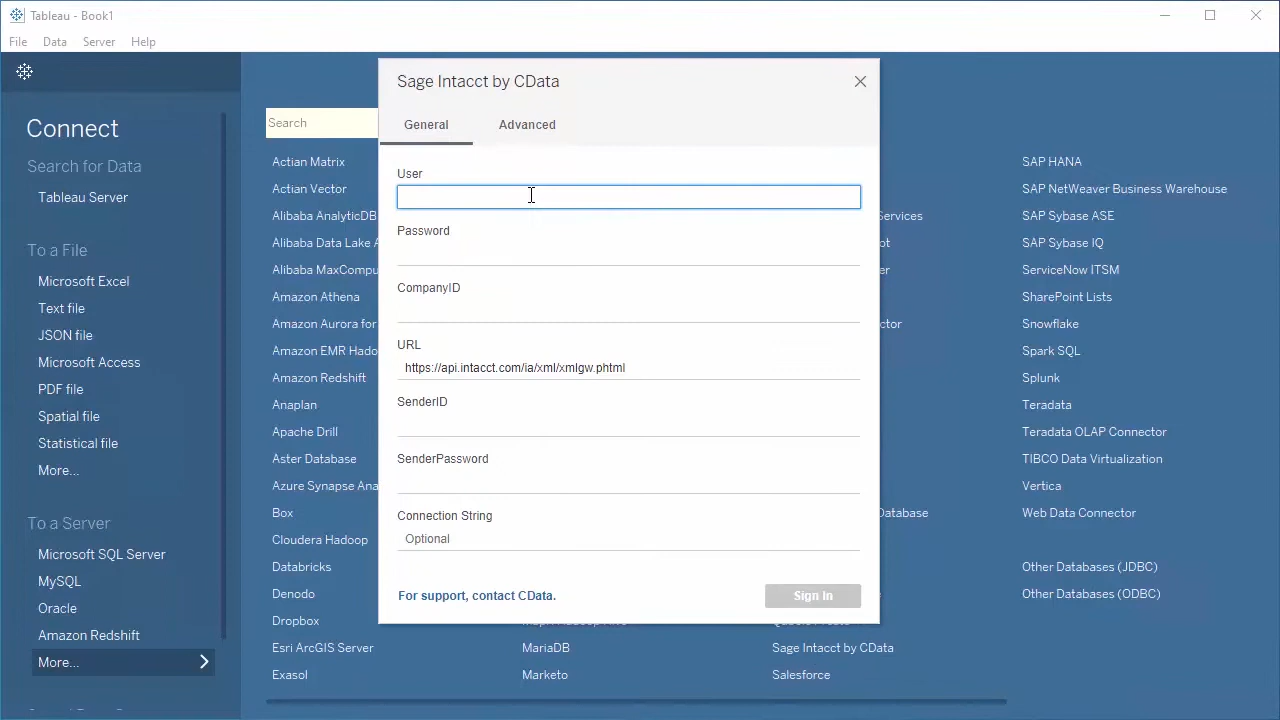 Tableau - Book1
File Data Server Help
Connect
Search for Data
Tableau Server
To a File
Microsoft Excel
Text file
JSON file
Microsoft Access
PDF file
Spatial file
Statistical file
More...
To a Server
Microsoft SQL Server
MySQL
Oracle
Amazon Redshift
More...
Search
Actian Matrix
Actian Vector
Alibaba AnalyticDB
Alibaba Data Lake A
Alibaba MaxCompu
Amazon Athena
Amazon Aurora for
Amazon EMR Hado
Amazon Redshift
Anaplan
Apache Drill
Aster Database
Azure Synapse Ana
Box
Cloudera Hadoop
Databricks
Denodo
Dropbox
Esri ArcGIS Server
Exasol
Sage Intacct by CData
General Advanced
User
Password
CompanyID
URL
https://api.intacct.com/ia/xml/xmlgw.phtml
SenderID
SenderPassword
Connection String
Optional
For support, contact CData.
Sign In
MariaDB
Marketo
Services
Database
Sage Intacct by CData
Salesforce
SAP HANA
SAP NetWeaver Business Warehouse
SAP Sybase ASE
SAP Sybase IQ
ServiceNow ITSM
SharePoint Lists
Snowflake
Spark SQL
Splunk
Teradata
Teradata OLAP Connector
TIBCO Data Virtualization
Vertica
Web Data Connector
Other Databases (JDBC)
Other Databases (ODBC)